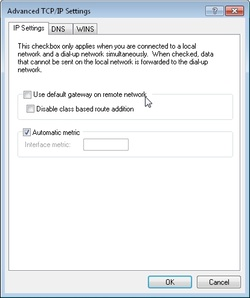 Advanced TCP/IP Settings
IP Settings DNS WINS
This checkbox only applies when you are connected to a local
network and a dial-up network simultaneously. When checked, data
that cannot be sent on the local network is forwarded to the dial-up
network.
Use default gateway on remote network
Disable class based route addition
Automatic metric
Interface metric:
OK Cancel